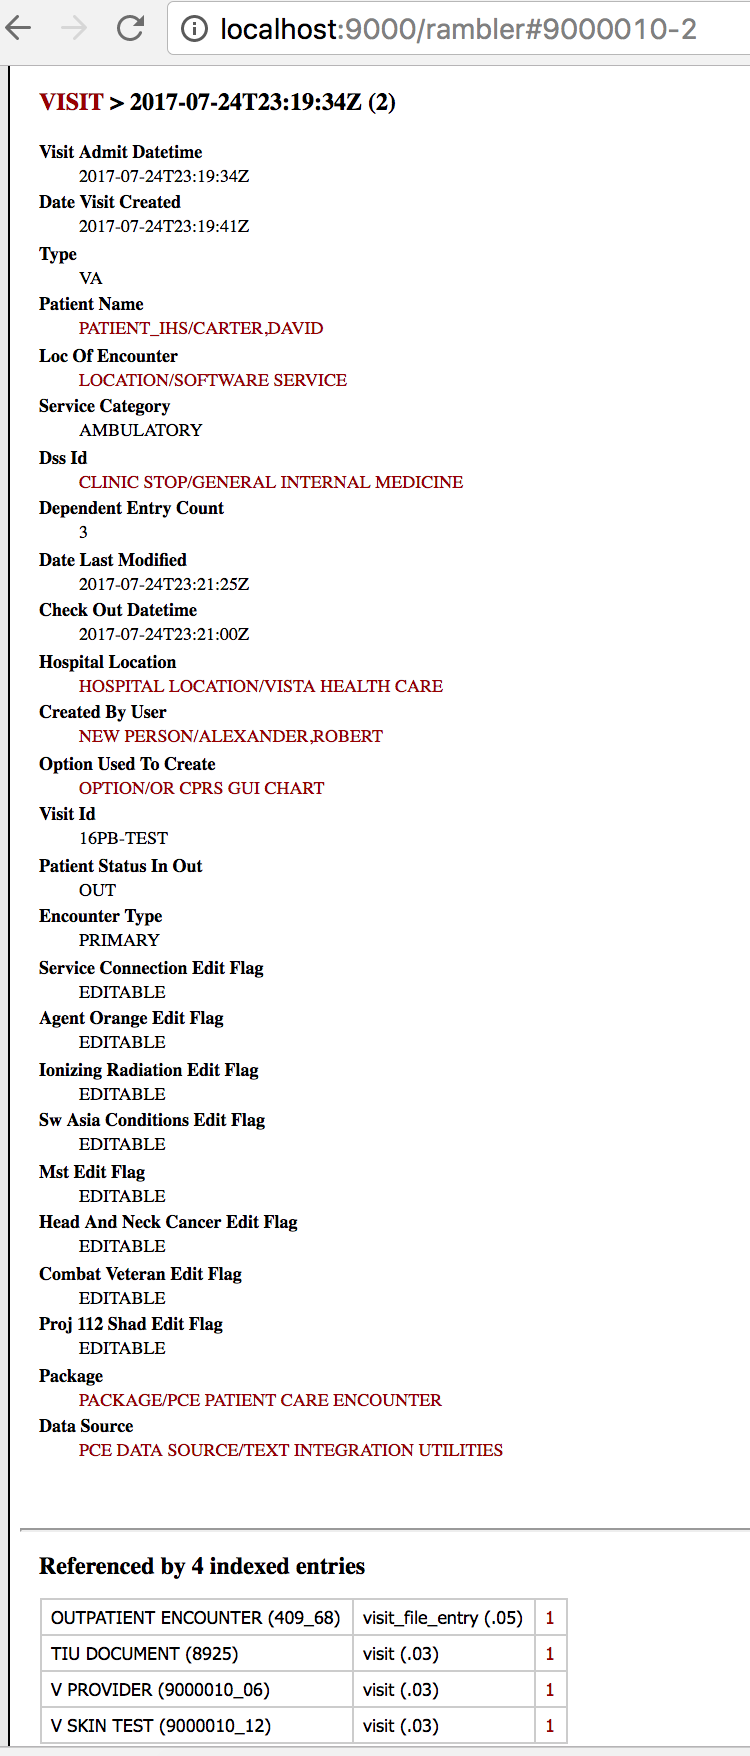 localhost:9000/rambler#9000010-2
VISIT > 2017-07-24T23:19:34Z (2)
Visit Admit Datetime
2017-07-24T23:19:34Z
Date Visit Created
2017-07-24T23:19:41Z
Type
VA
Patient Name
PATIENT_IHS/CARTER,DAVID
Loc Of Encounter
LOCATION/SOFTWARE SERVICE
Service Category
AMBULATORY
Dss Id
CLINIC STOP/GENERAL INTERNAL MEDICINE
Dependent Entry Count
3
Date Last Modified
2017-07-24T23:21:25Z
Check Out Datetime
2017-07-24T23:21:00Z
Hospital Location
HOSPITAL LOCATION/VISTA HEALTH CARE
Created By User
NEW PERSON/ALEXANDER,ROBERT
Option Used To Create
OPTION/OR CPRS GUI CHART
Visit Id
16PB-TEST
Patient Status In Out
OUT
Encounter Type
PRIMARY
Service Connection Edit Flag
EDITABLE
Agent Orange Edit Flag
EDITABLE
Ionizing Radiation Edit Flag
EDITABLE
Sw Asia Conditions Edit Flag
EDITABLE
Mst Edit Flag
EDITABLE
Head And Neck Cancer Edit Flag
EDITABLE
Combat Veteran Edit Flag
EDITABLE
Proj 112 Shad Edit Flag
EDITABLE
Package
PACKAGE/PCE PATIENT CARE ENCOUNTER
Data Source
PCE DATA SOURCE/TEXT INTEGRATION UTILITIES
Referenced by 4 indexed entries
OUTPATIENT ENCOUNTER (409_68) visit_file_entry (.05) 1
TIU DOCUMENT (8925) visit (.03) 1
V PROVIDER (9000010_06) visit (.03) 1
V SKIN TEST (9000010_12) visit (.03) 1